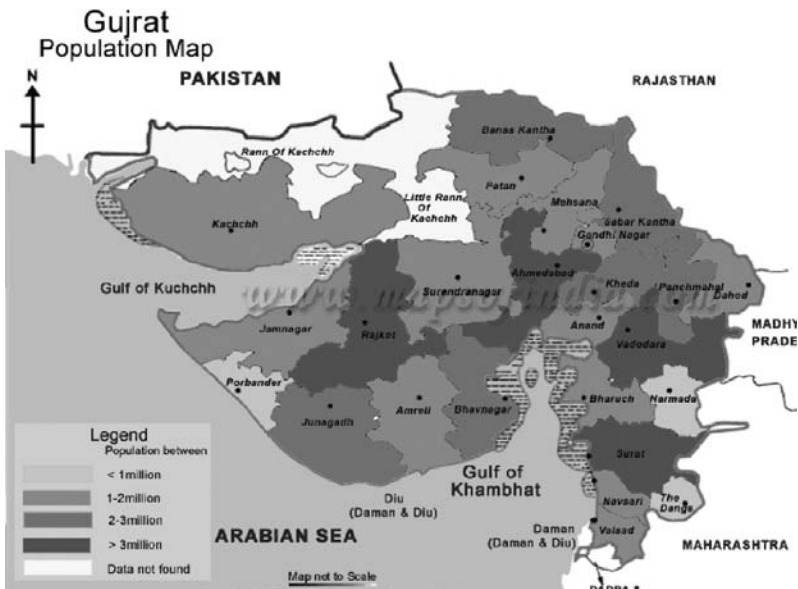 Gujrat
Population Map
N
PAKISTAN
RAJASTHAN
Banas Kantha
Rann Of Kachchh
Patan
Little Rann
Of
Kachchh
Mehsana
Kachchh
Sabar Kantha
Gandhi Nagar
Ahmedabad
Gulf of Kuchchh
Surendranagar
Kheda
Panchmahal
Dahod
www.mapsofindia.com
Jamnagar
Rajkot
Anand
Vadodara
MADHY
PRADE
Porbander
Junagadh
Amreli
Bhavnagar
Bharuch
Narmada
Legend
Population between
< 1million
1-2million
2-3million
> 3million
Data not found
Gulf of
Khambhat
Surat
Diu
(Daman & Diu)
Navsari
The
Dangs
ARABIAN SEA
Daman
(Daman & Diu)
Valsad
MAHARASHTRA
Map not to Scale